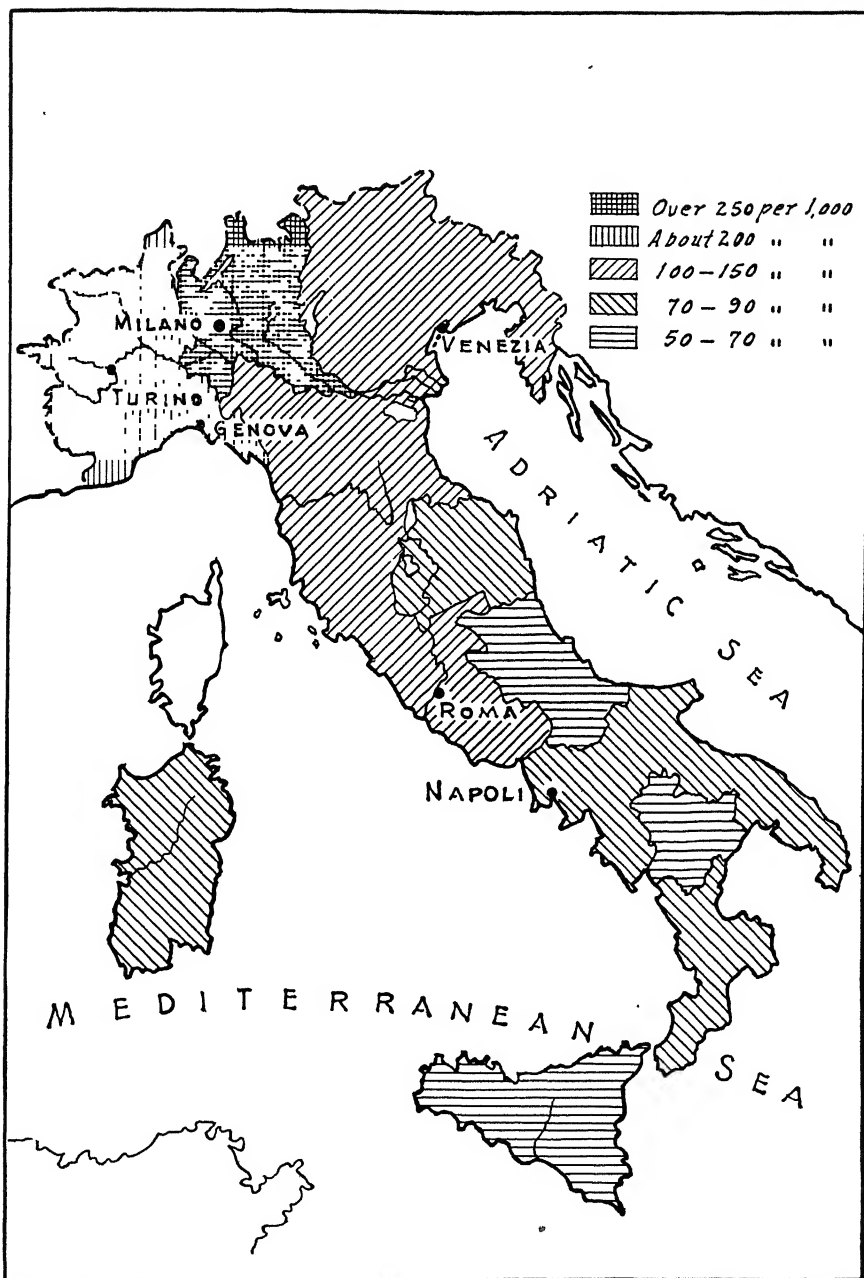 Over 250 per 1,000
About 200 " "
100-150 " "
70-90 " "
50-70 " "
MILANO
VENEZIA
TURINO
GENOVA
ADRIATIC SEA
ROMA
NAPOLI
MEDITERRANEAN SEA